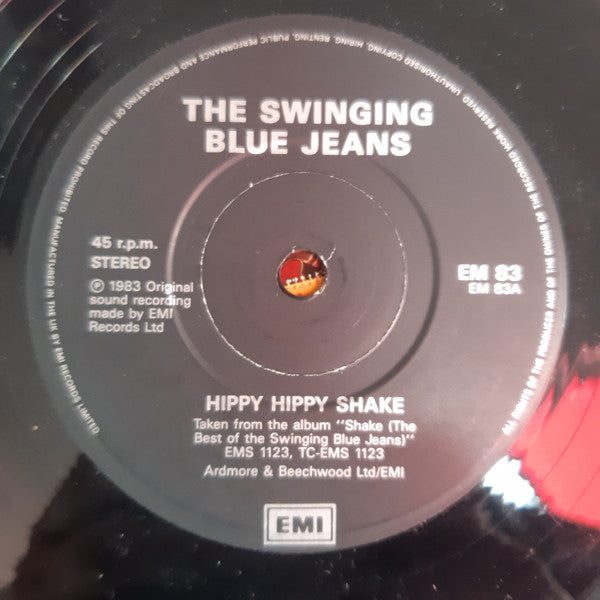 THE SWINGING
BLUE JEANS
45 r.p.m.
STEREO
℗ 1983 Original
sound recording
made by EMI
Records Ltd
EM 83
EM 83A
HIPPY HIPPY SHAKE
Taken from the album "Shake (The
Best of the Swinging Blue Jeans)"
EMS 1123, TC-EMS 1123
Ardmore & Beechwood Ltd/EMI
EMI
ALL RIGHTS OF THE PRODUCER AND OF THE OWNER OF THE RECORDED WORK RESERVED. UNAUTHORISED COPYING, HIRING, RENTING, PUBLIC PERFORMANCE AND BROADCASTING OF THIS RECORD PROHIBITED. MANUFACTURED IN THE UK BY EMI RECORDS LIMITED